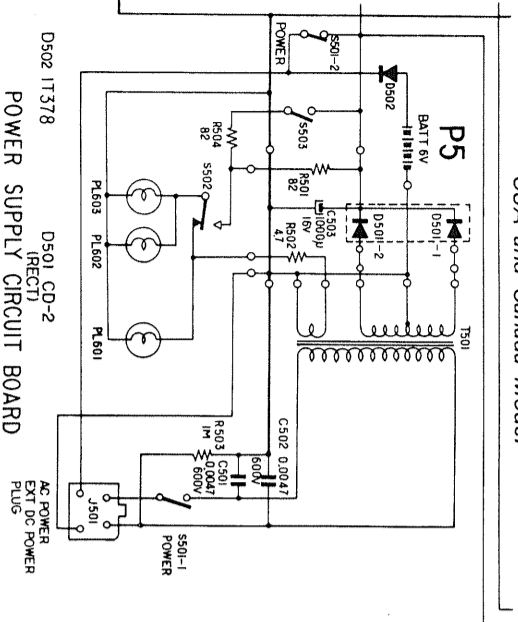 USA and Canada Model
P5
BATT 6V
D502
S501-2
POWER
S503
R504
82
R501
82
C503
1000μ
16V
D501-1
D501-2
R502
4.7
S502
T501
PL603
PL602
PL601
C502 0.0047
600V
R503
1M
C501
0.0047
600V
S501-1
POWER
J501
AC POWER
EXT DC POWER
PLUG
D502 1T378
D501 CD-2
(RECT)
POWER SUPPLY CIRCUIT BOARD